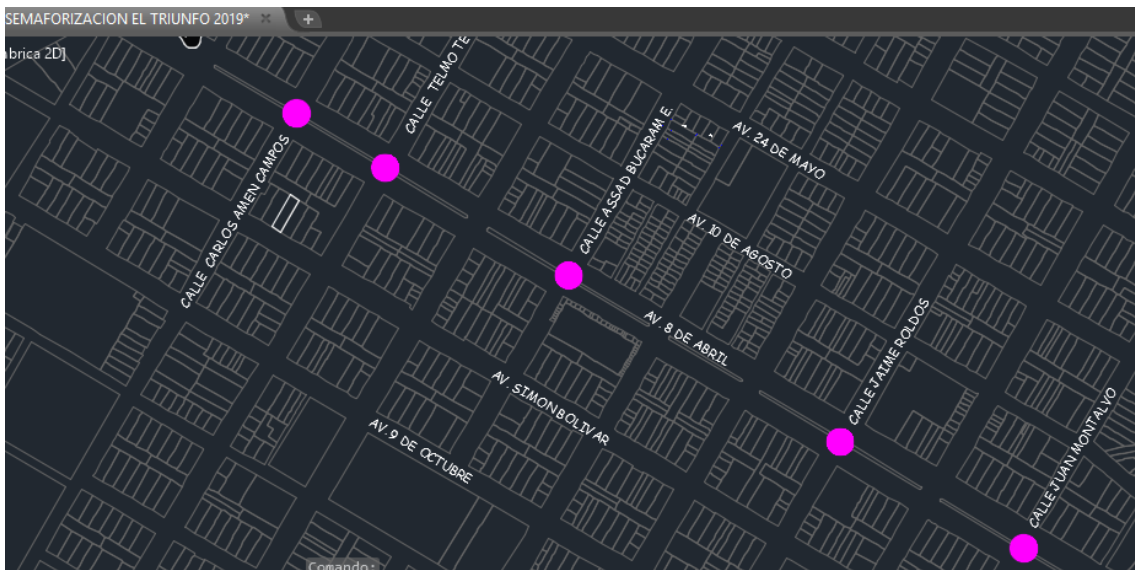 SEMAFORIZACION EL TRIUNFO 2019*
brica 2D]
CALLE TELMO TE
CALLE CARLOS AMEN CAMPOS
CALLE ASSAD BUCARAM E.
AV. 24 DE MAYO
AV. 10 DE AGOSTO
AV. 8 DE ABRIL
CALLE JAIME ROLDOS
AV. SIMON BOLIVAR
AV. 9 DE OCTUBRE
CALLE JUAN MONTALVO
Comando: